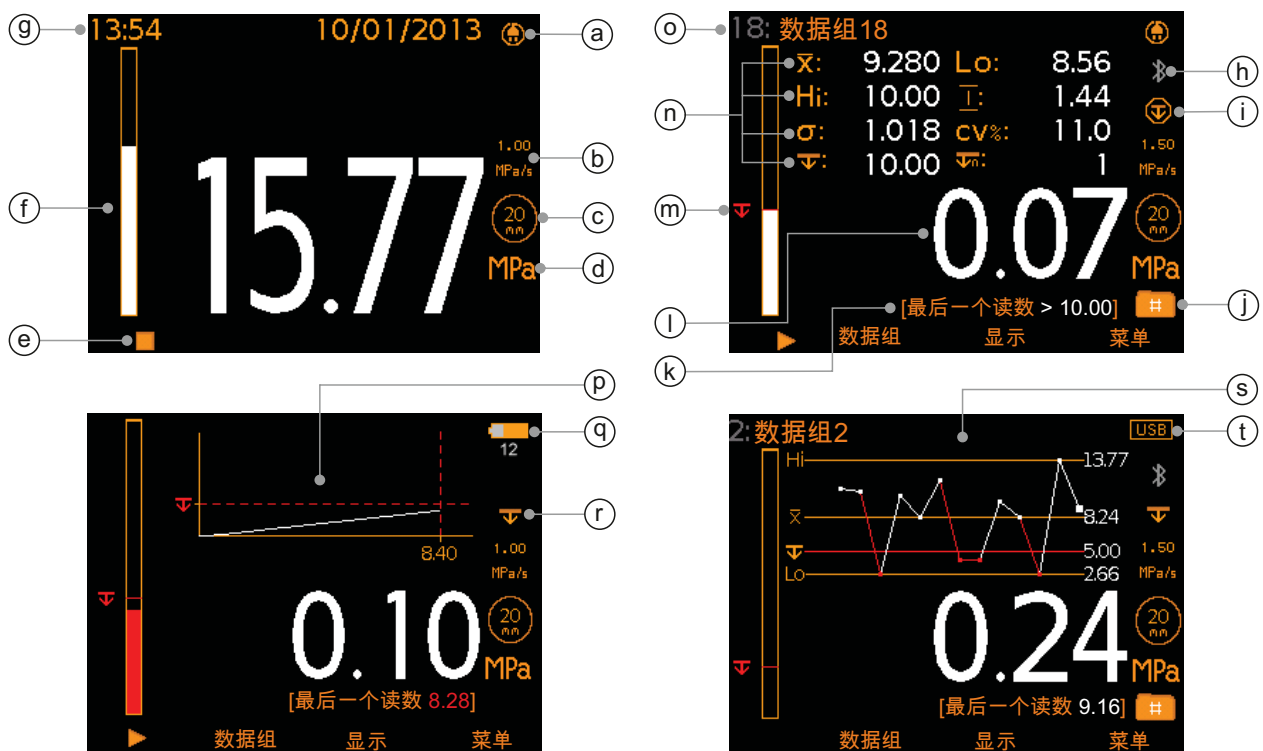 g 13:54 10/01/2013 a
1.00
MPa/s b
15.77
f
20
mm c
MPa d
e
o 18: 数据组18
x̄: 9.280 Lo: 8.56
h
Hi: 10.00 I: 1.44
i
n
σ: 1.018 cv%: 11.0
1.50
MPa/s
: 10.00 n: 1
m
20
mm
0.07
l
MPa
[最后一个读数 > 10.00] # j
k
数据组 显示 菜单
p
q
12
r
8.40
1.00
MPa/s
20
mm
0.10
MPa
[最后一个读数 8.28]
数据组 显示 菜单
s
2: 数据组2 USB t
Hi 13.77
x̄ 8.24
5.00
Lo 2.66
1.50
MPa/s
20
mm
0.24
MPa
[最后一个读数 9.16] #
数据组 显示 菜单